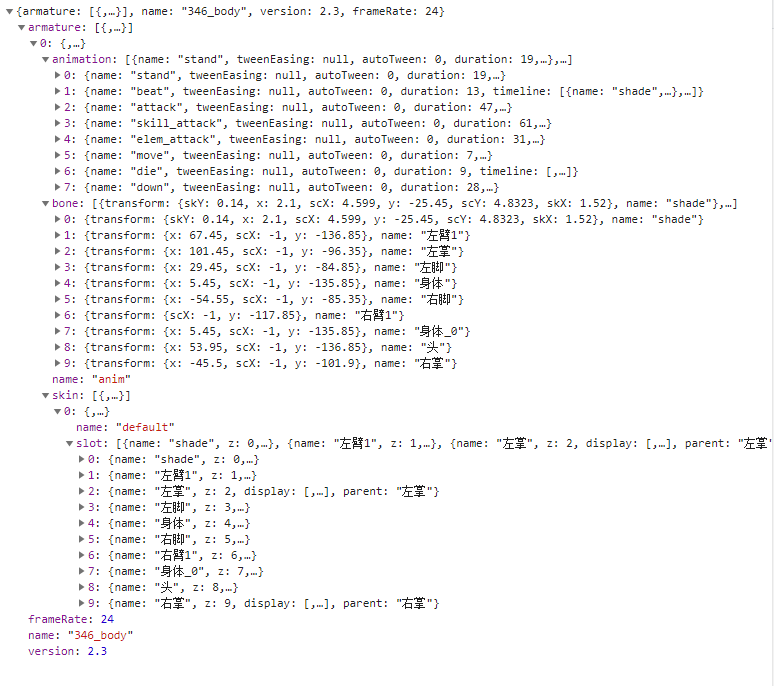 {armature: [{,…}], name: "346_body", version: 2.3, frameRate: 24}
armature: [{,…}]
0: {,…}
animation: [{name: "stand", tweenEasing: null, autoTween: 0, duration: 19,…},…]
0: {name: "stand", tweenEasing: null, autoTween: 0, duration: 19,…}
1: {name: "beat", tweenEasing: null, autoTween: 0, duration: 13, timeline: [{name: "shade",…},…]}
2: {name: "attack", tweenEasing: null, autoTween: 0, duration: 47,…}
3: {name: "skill_attack", tweenEasing: null, autoTween: 0, duration: 61,…}
4: {name: "elem_attack", tweenEasing: null, autoTween: 0, duration: 31,…}
5: {name: "move", tweenEasing: null, autoTween: 0, duration: 7,…}
6: {name: "die", tweenEasing: null, autoTween: 0, duration: 9, timeline: [,…]}
7: {name: "down", tweenEasing: null, autoTween: 0, duration: 28,…}
bone: [{transform: {skY: 0.14, x: 2.1, scX: 4.599, y: -25.45, scY: 4.8323, skX: 1.52}, name: "shade"},…]
0: {transform: {skY: 0.14, x: 2.1, scX: 4.599, y: -25.45, scY: 4.8323, skX: 1.52}, name: "shade"}
1: {transform: {x: 67.45, scX: -1, y: -136.85}, name: "左臂1"}
2: {transform: {x: 101.45, scX: -1, y: -96.35}, name: "左掌"}
3: {transform: {x: 29.45, scX: -1, y: -84.85}, name: "左脚"}
4: {transform: {x: 5.45, scX: -1, y: -135.85}, name: "身体"}
5: {transform: {x: -54.55, scX: -1, y: -85.35}, name: "右脚"}
6: {transform: {scX: -1, y: -117.85}, name: "右臂1"}
7: {transform: {x: 5.45, scX: -1, y: -135.85}, name: "身体_0"}
8: {transform: {x: 53.95, scX: -1, y: -136.85}, name: "头"}
9: {transform: {x: -45.5, scX: -1, y: -101.9}, name: "右掌"}
name: "anim"
skin: [{,…}]
0: {,…}
name: "default"
slot: [{name: "shade", z: 0,…}, {name: "左臂1", z: 1,…}, {name: "左掌", z: 2, display: [,…], parent: "左掌"
0: {name: "shade", z: 0,…}
1: {name: "左臂1", z: 1,…}
2: {name: "左掌", z: 2, display: [,…], parent: "左掌"}
3: {name: "左脚", z: 3,…}
4: {name: "身体", z: 4,…}
5: {name: "右脚", z: 5,…}
6: {name: "右臂1", z: 6,…}
7: {name: "身体_0", z: 7,…}
8: {name: "头", z: 8,…}
9: {name: "右掌", z: 9, display: [,…], parent: "右掌"}
frameRate: 24
name: "346_body"
version: 2.3